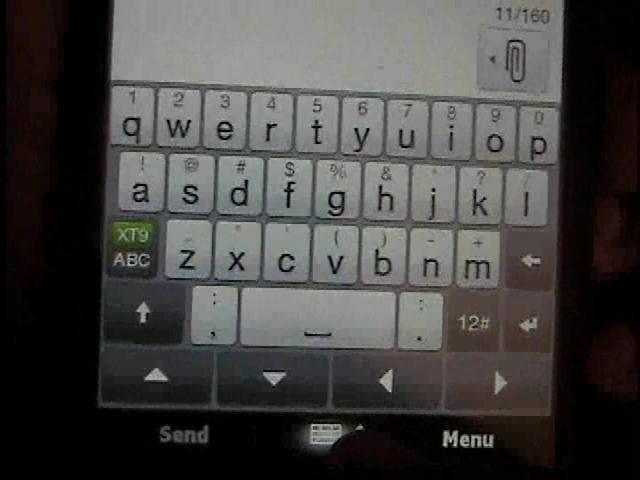 11/160
1 2 3 4 5 6 7 8 9 0
q w e r t y u i o p
! @ # $ % & ?
a s d f g h j k l
XT9 ( ) - +
ABC z x c v b n m
: :
, . 12#
Send Menu